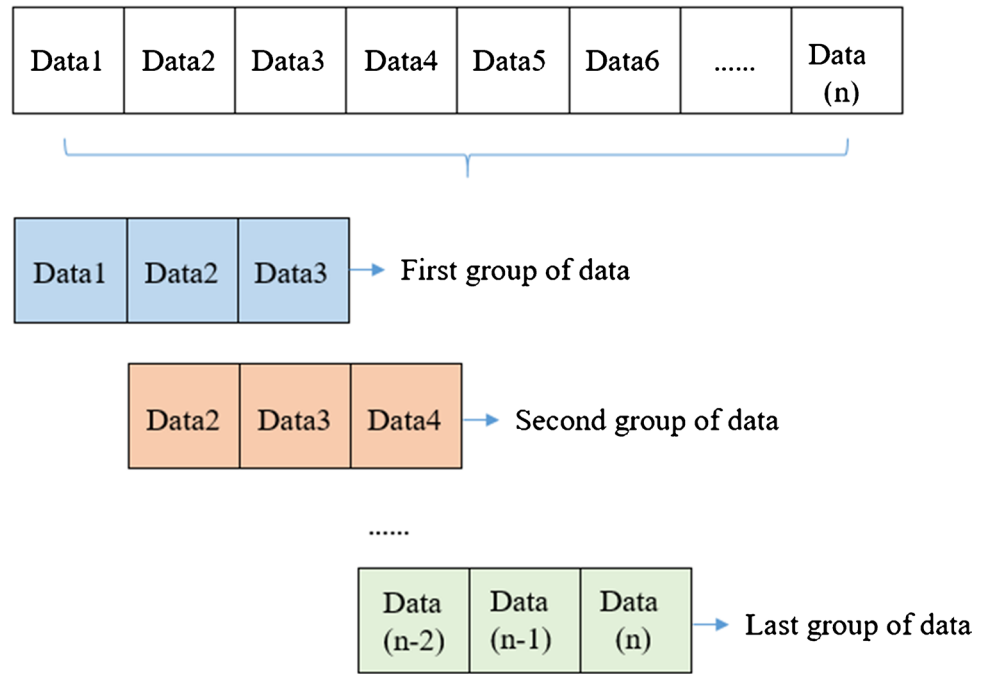 Data1 Data2 Data3 Data4 Data5 Data6 ...... Data
(n)
Data1 Data2 Data3 First group of data
Data2 Data3 Data4 Second group of data
......
Data Data Data
(n-2) (n-1) (n)
Last group of data